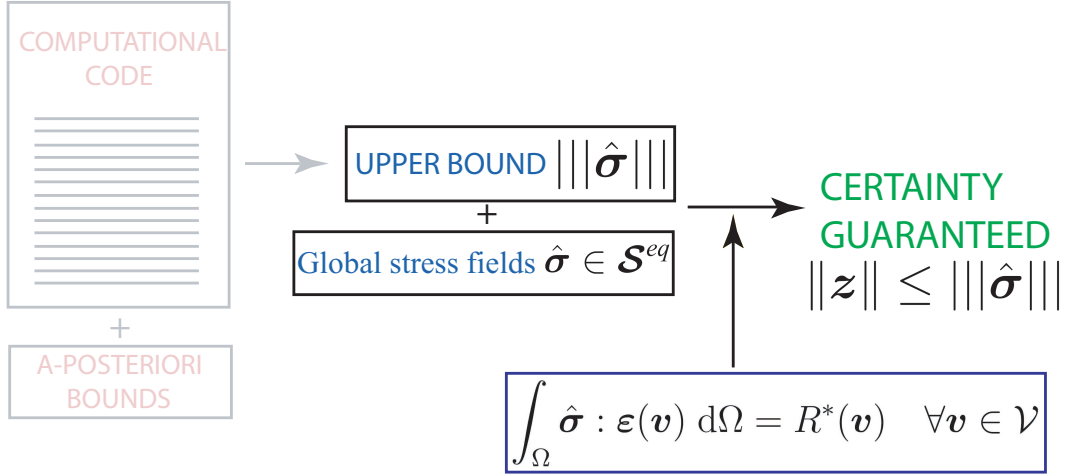 COMPUTATIONAL
CODE
+
A-POSTERIORI
BOUNDS
UPPER BOUND |||σ̂|||
+
Global stress fields σ̂ ∈ 𝓢^{eq}
CERTAINTY
GUARANTEED
||z|| ≤ |||σ̂|||
∫_Ω σ̂ : ε(v) dΩ = R*(v) ∀v ∈ 𝒱